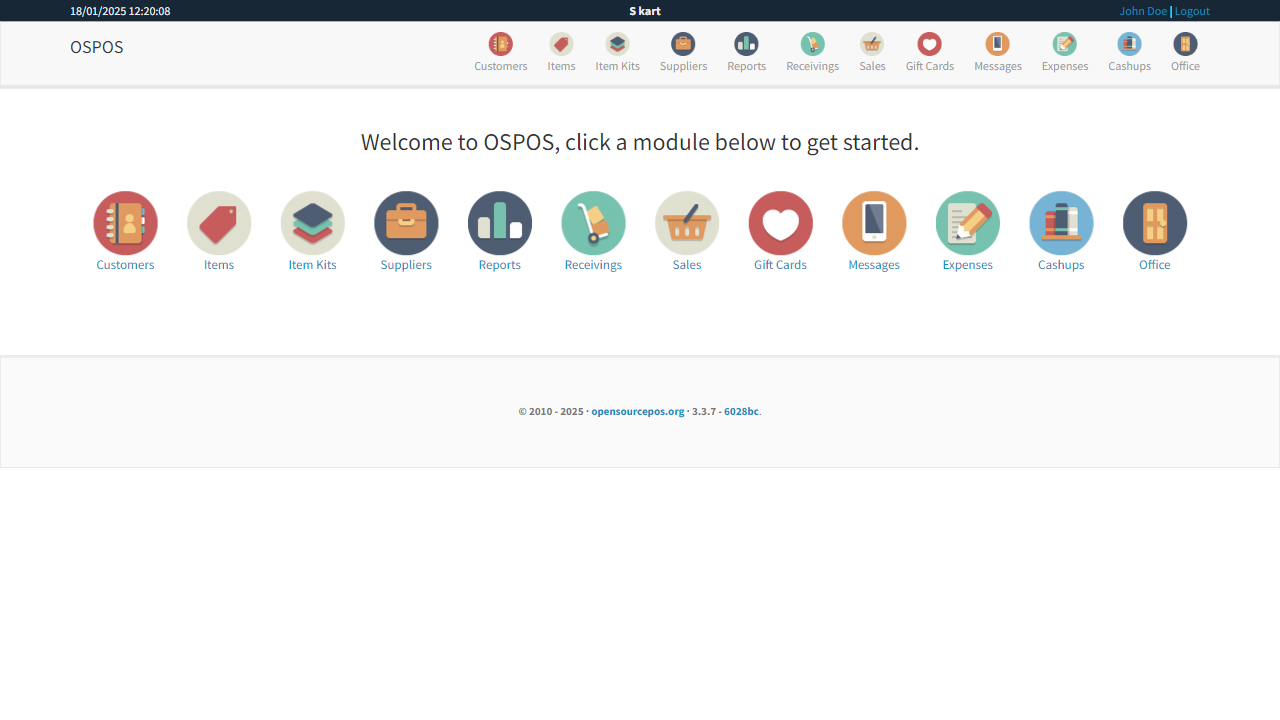 18/01/2025 12:20:08 S kart John Doe | Logout
OSPOS
Customers Items Item Kits Suppliers Reports Receivings Sales Gift Cards Messages Expenses Cashups Office
Welcome to OSPOS, click a module below to get started.
Customers Items Item Kits Suppliers Reports Receivings Sales Gift Cards Messages Expenses Cashups Office
© 2010 - 2025 · opensourcepos.org · 3.3.7 - 6028bc.